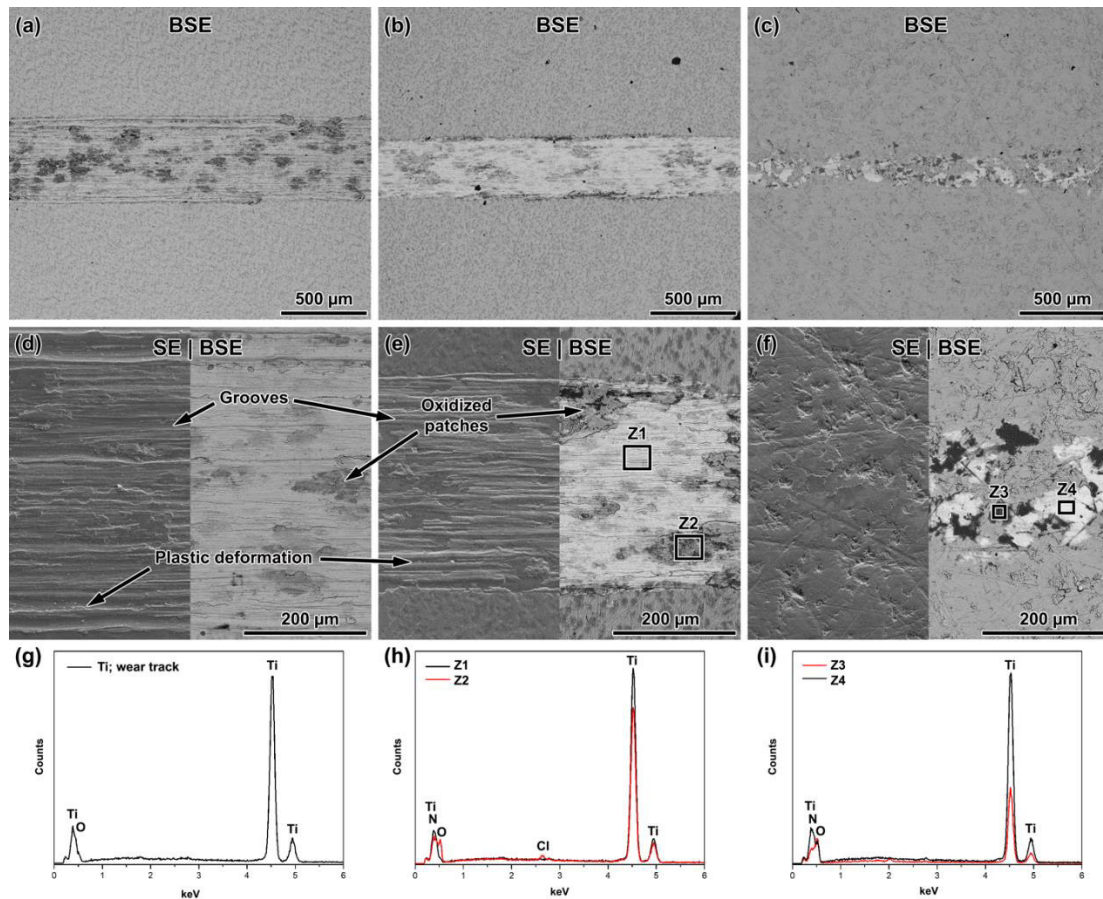 (a) BSE
500 µm
(b) BSE
500 µm
(c) BSE
500 µm
(d) SE | BSE
Grooves
Plastic deformation
200 µm
(e) SE | BSE
Oxidized
patches
Z1
Z2
200 µm
(f) SE | BSE
Z3 Z4
200 µm
(g) Ti; wear track
Ti
Ti
O
Ti
Counts
0 1 2 3 4 5 6
keV
(h) Z1
Z2
Ti
Ti
N
O
Cl
Ti
Counts
0 1 2 3 4 5 6
keV
(i) Z3
Z4
Ti
Ti
N
O
Ti
Counts
0 1 2 3 4 5 6
keV